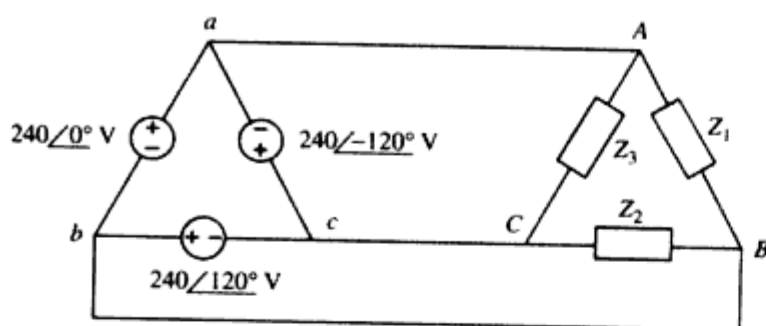 a
A
+
−
240∠0° V
−
+
240∠−120° V
Z₃
Z₁
b
+ −
c
C
Z₂
B
240∠120° V